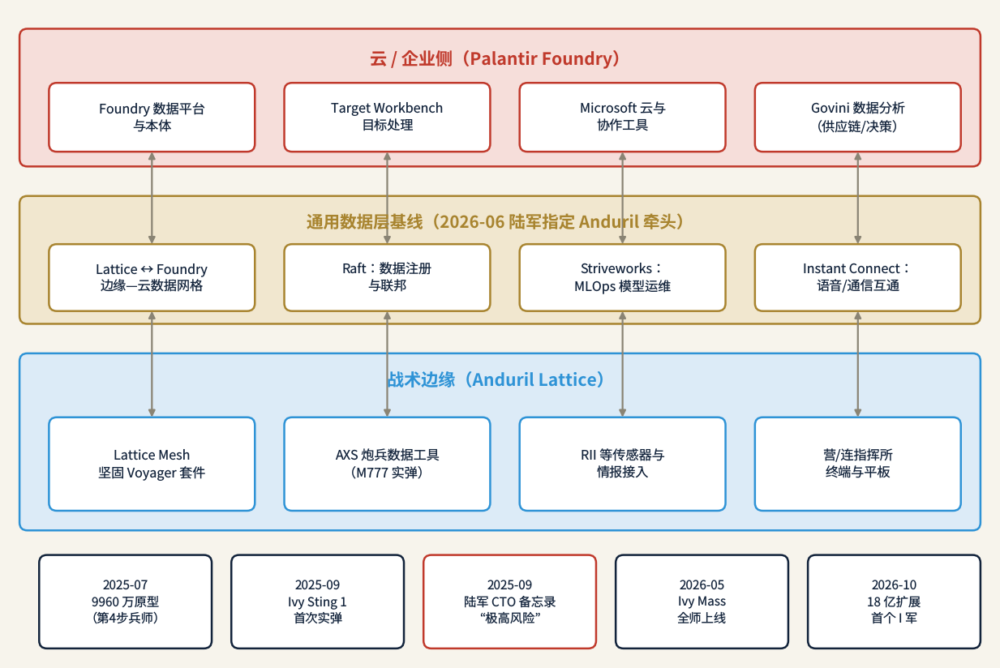 云 / 企业侧（Palantir Foundry）
Foundry 数据平台
与本体
Target Workbench
目标处理
Microsoft 云与
协作工具
Govini 数据分析
（供应链/决策）
通用数据层基线（2026-06 陆军指定 Anduril 牵头）
Lattice ↔ Foundry
边缘—云数据网格
Raft：数据注册
与联邦
Striveworks：
MLOps 模型运维
Instant Connect：
语音/通信互通
战术边缘（Anduril Lattice）
Lattice Mesh
坚固 Voyager 套件
AXS 炮兵数据工具
（M777 实弹）
RII 等传感器与
情报接入
营/连指挥所
终端与平板
2025-07
9960 万原型
（第4步兵师）
2025-09
Ivy Sting 1
首次实弹
2025-09
陆军 CTO 备忘录
“极高风险”
2026-05
Ivy Mass
全师上线
2026-10
18 亿扩展
首个 I 军